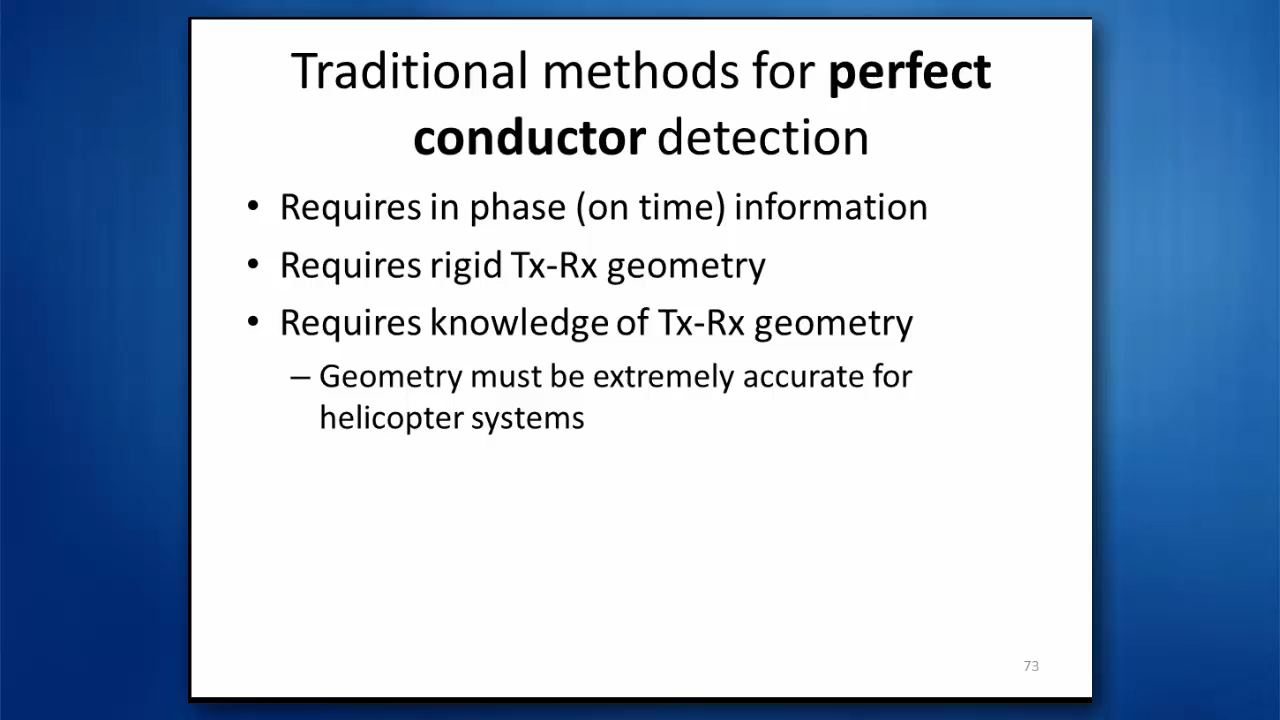 Traditional methods for perfect
conductor detection
• Requires in phase (on time) information
• Requires rigid Tx-Rx geometry
• Requires knowledge of Tx-Rx geometry
– Geometry must be extremely accurate for
helicopter systems
73